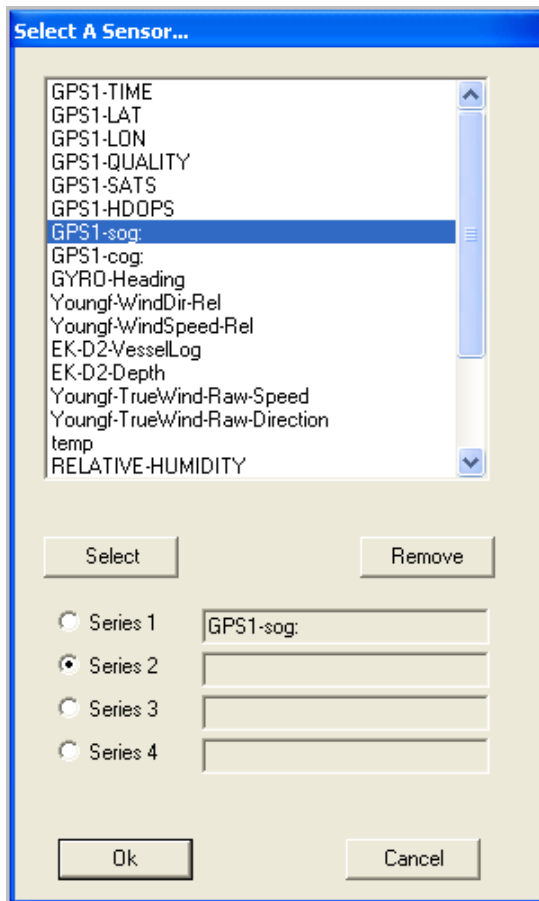 Select A Sensor...
GPS1-TIME
GPS1-LAT
GPS1-LON
GPS1-QUALITY
GPS1-SATS
GPS1-HDOPS
GPS1-sog:
GPS1-cog:
GYRO-Heading
Youngf-WindDir-Rel
Youngf-WindSpeed-Rel
EK-D2-VesselLog
EK-D2-Depth
Youngf-TrueWind-Raw-Speed
Youngf-TrueWind-Raw-Direction
temp
RELATIVE-HUMIDITY
Select Remove
Series 1 GPS1-sog:
Series 2
Series 3
Series 4
Ok Cancel